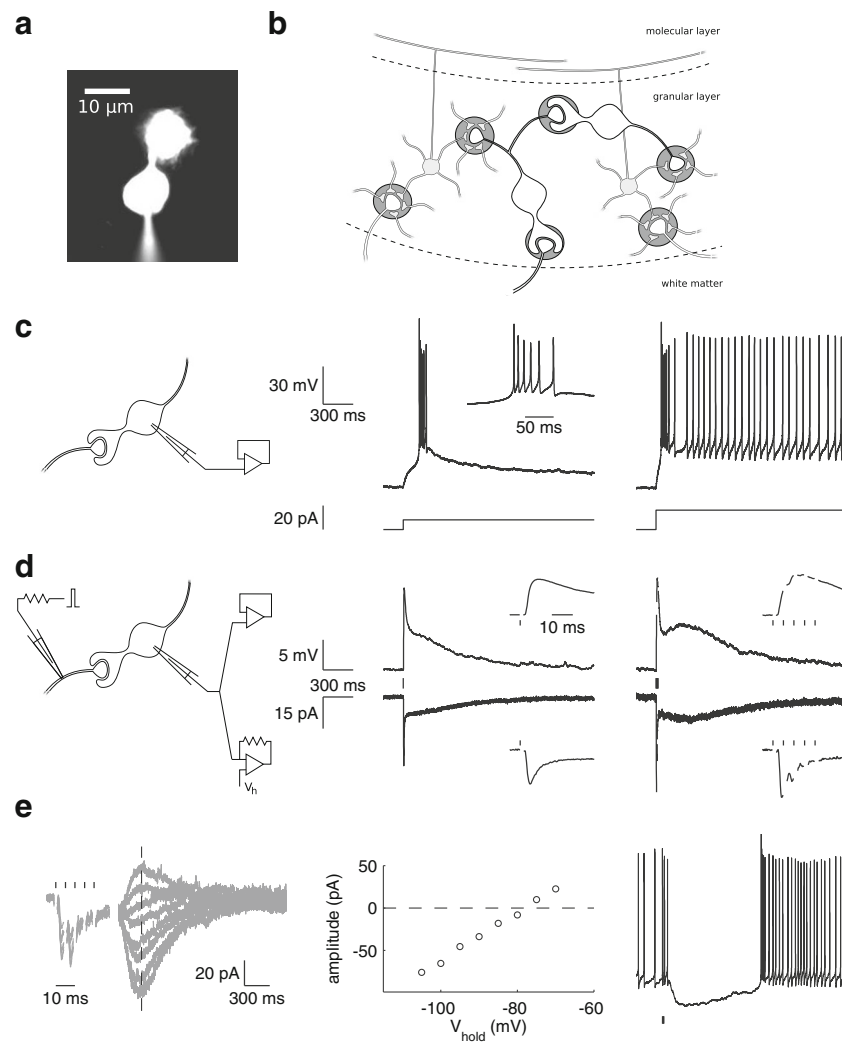 a
10 µm
b
molecular layer
granular layer
white matter
c
30 mV
300 ms
50 ms
20 pA
d
5 mV
300 ms
15 pA
10 ms
V_h
e
10 ms
20 pA
300 ms
amplitude (pA)
50
0
-50
-100
-80
-60
V_hold (mV)